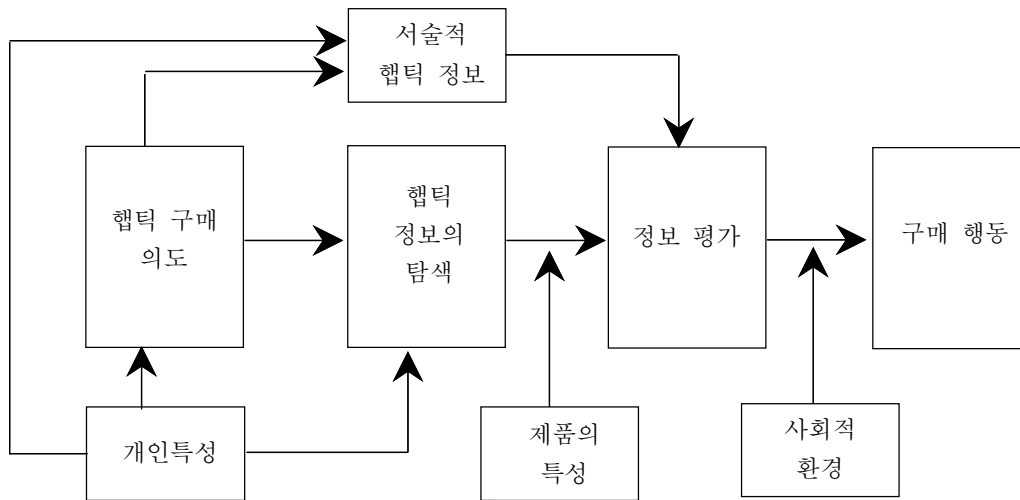 서술적
햅틱 정보
햅틱 구매
의도
햅틱
정보의
탐색
정보 평가
구매 행동
개인특성
제품의
특성
사회적
환경